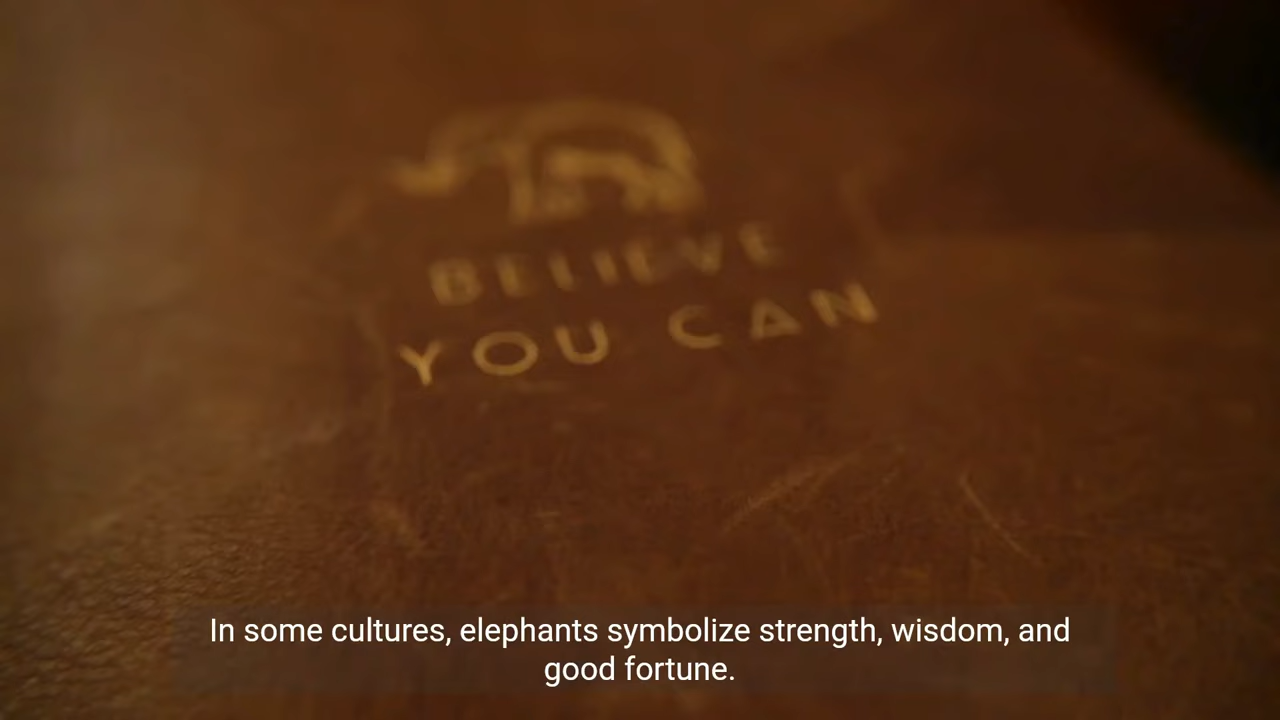 BELIEVE
YOU CAN
In some cultures, elephants symbolize strength, wisdom, and
good fortune.